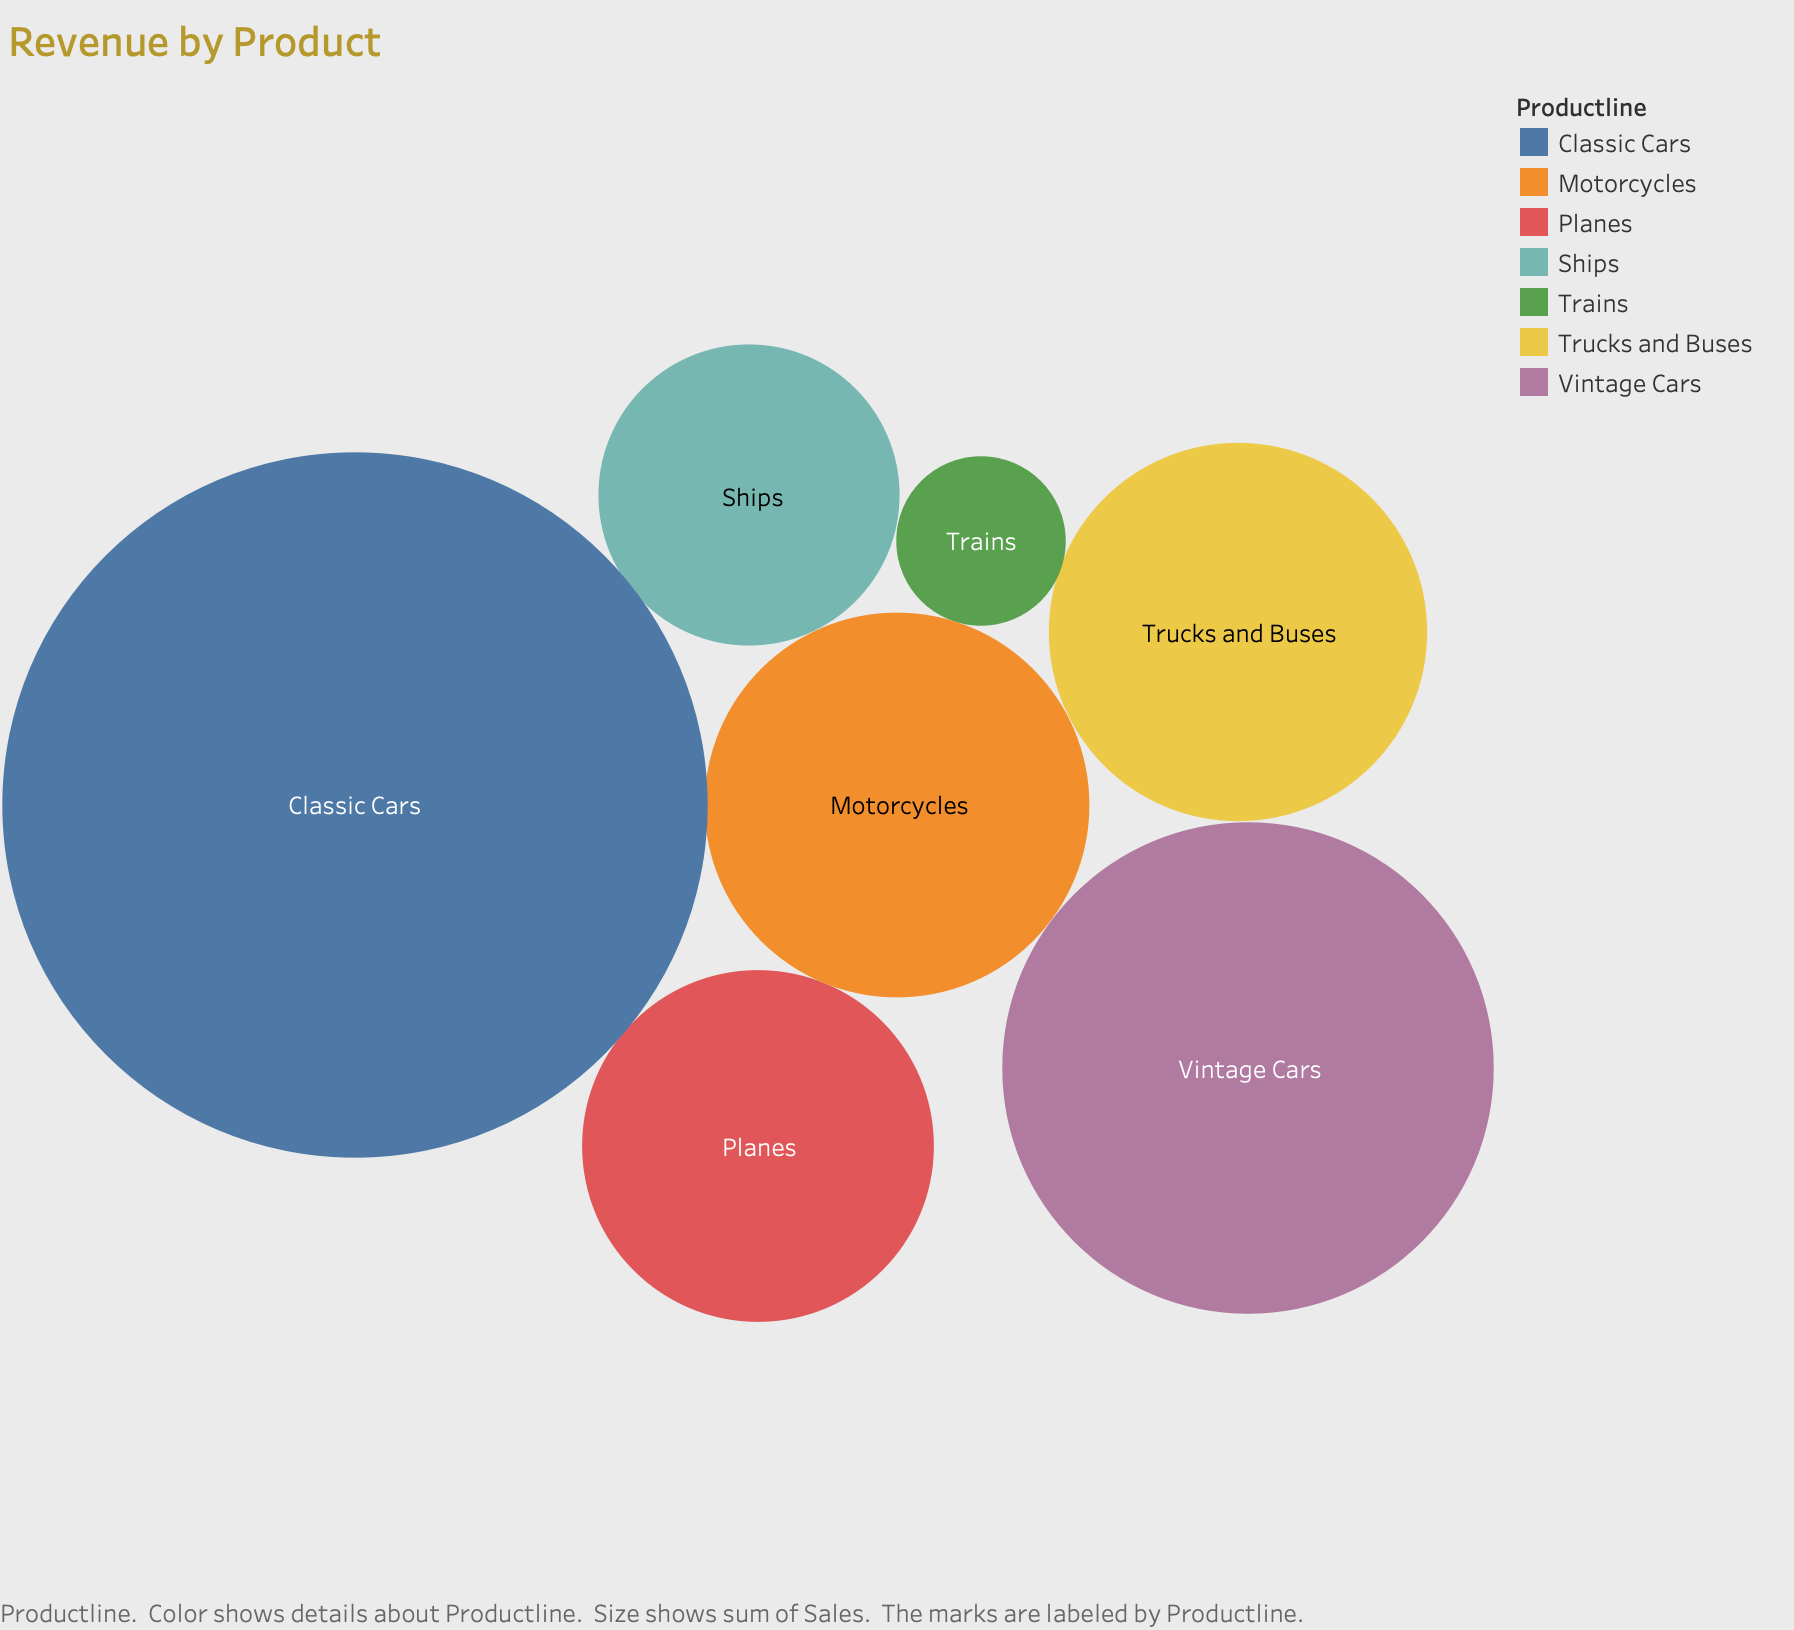 Revenue by Product
Productline
Classic Cars
Motorcycles
Planes
Ships
Trains
Trucks and Buses
Vintage Cars
Ships
Trains
Trucks and Buses
Classic Cars
Motorcycles
Vintage Cars
Planes
Productline. Color shows details about Productline. Size shows sum of Sales. The marks are labeled by Productline.